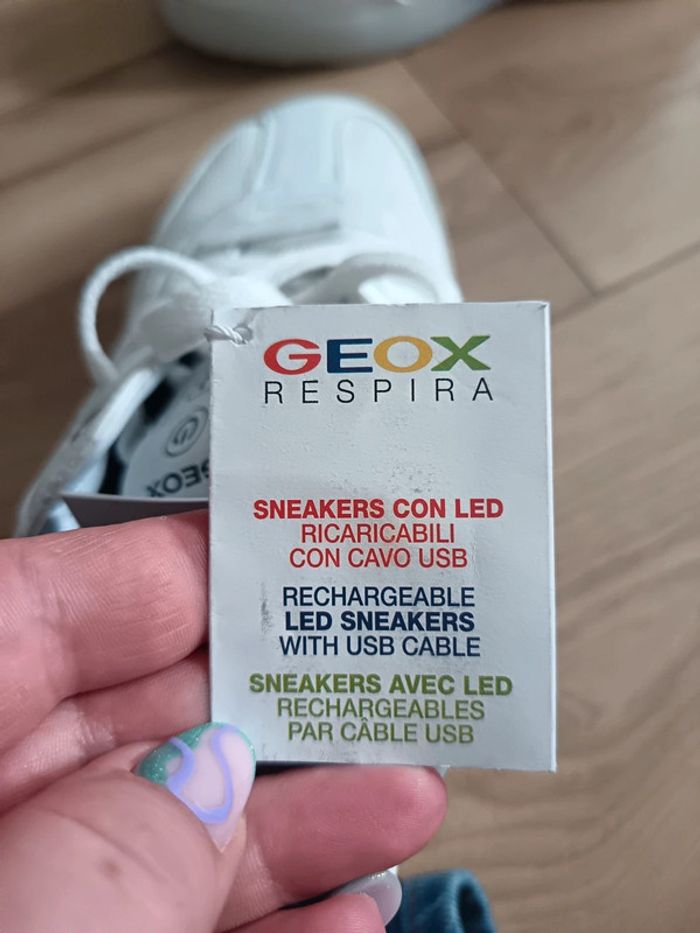 GEOX
RESPIRA
SNEAKERS CON LED
RICARICABILI
CON CAVO USB
RECHARGEABLE
LED SNEAKERS
WITH USB CABLE
SNEAKERS AVEC LED
RECHARGEABLES
PAR CÂBLE USB
GEOX